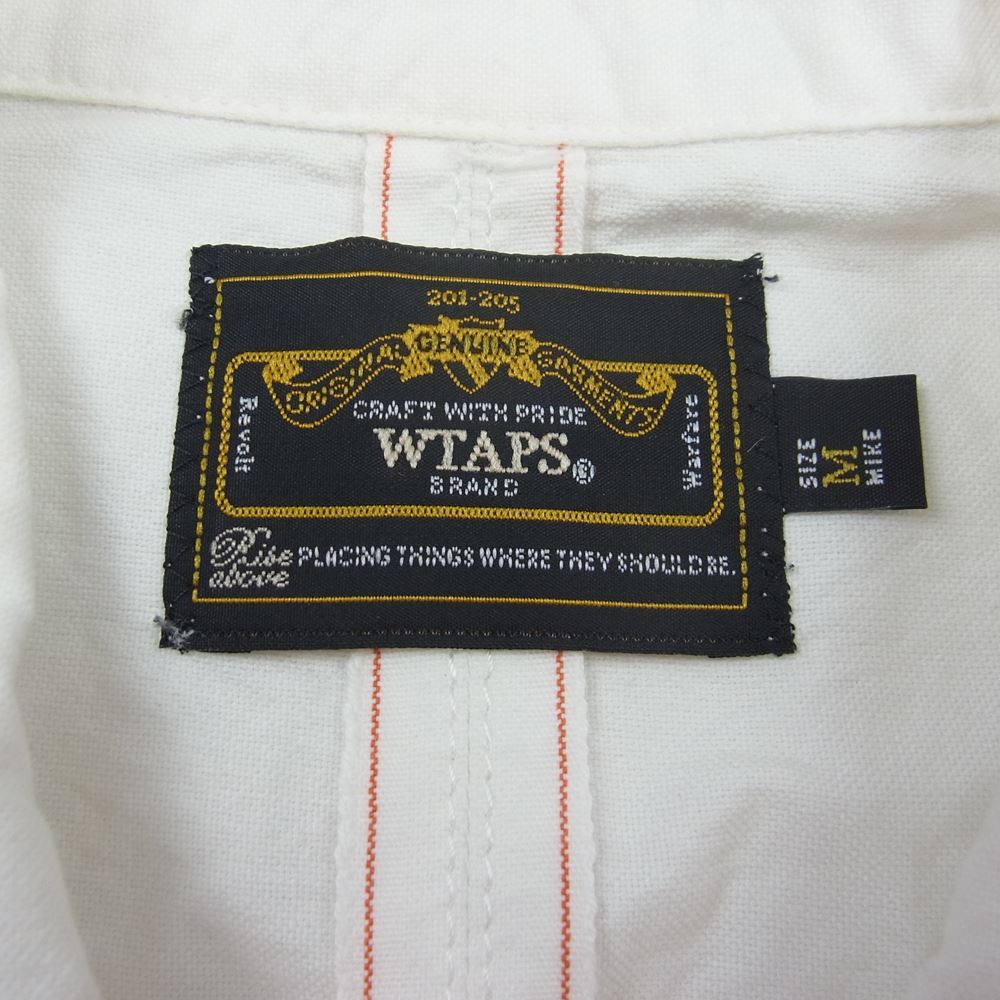 201-205
ORIGINAL GENUINE GARMENTS
CRAFT WITH PRIDE
WTAPS®
BRAND
Revolt
Warfare
Rise
above
PLACING THINGS WHERE THEY SHOULD BE.
SIZE
M
MIKE